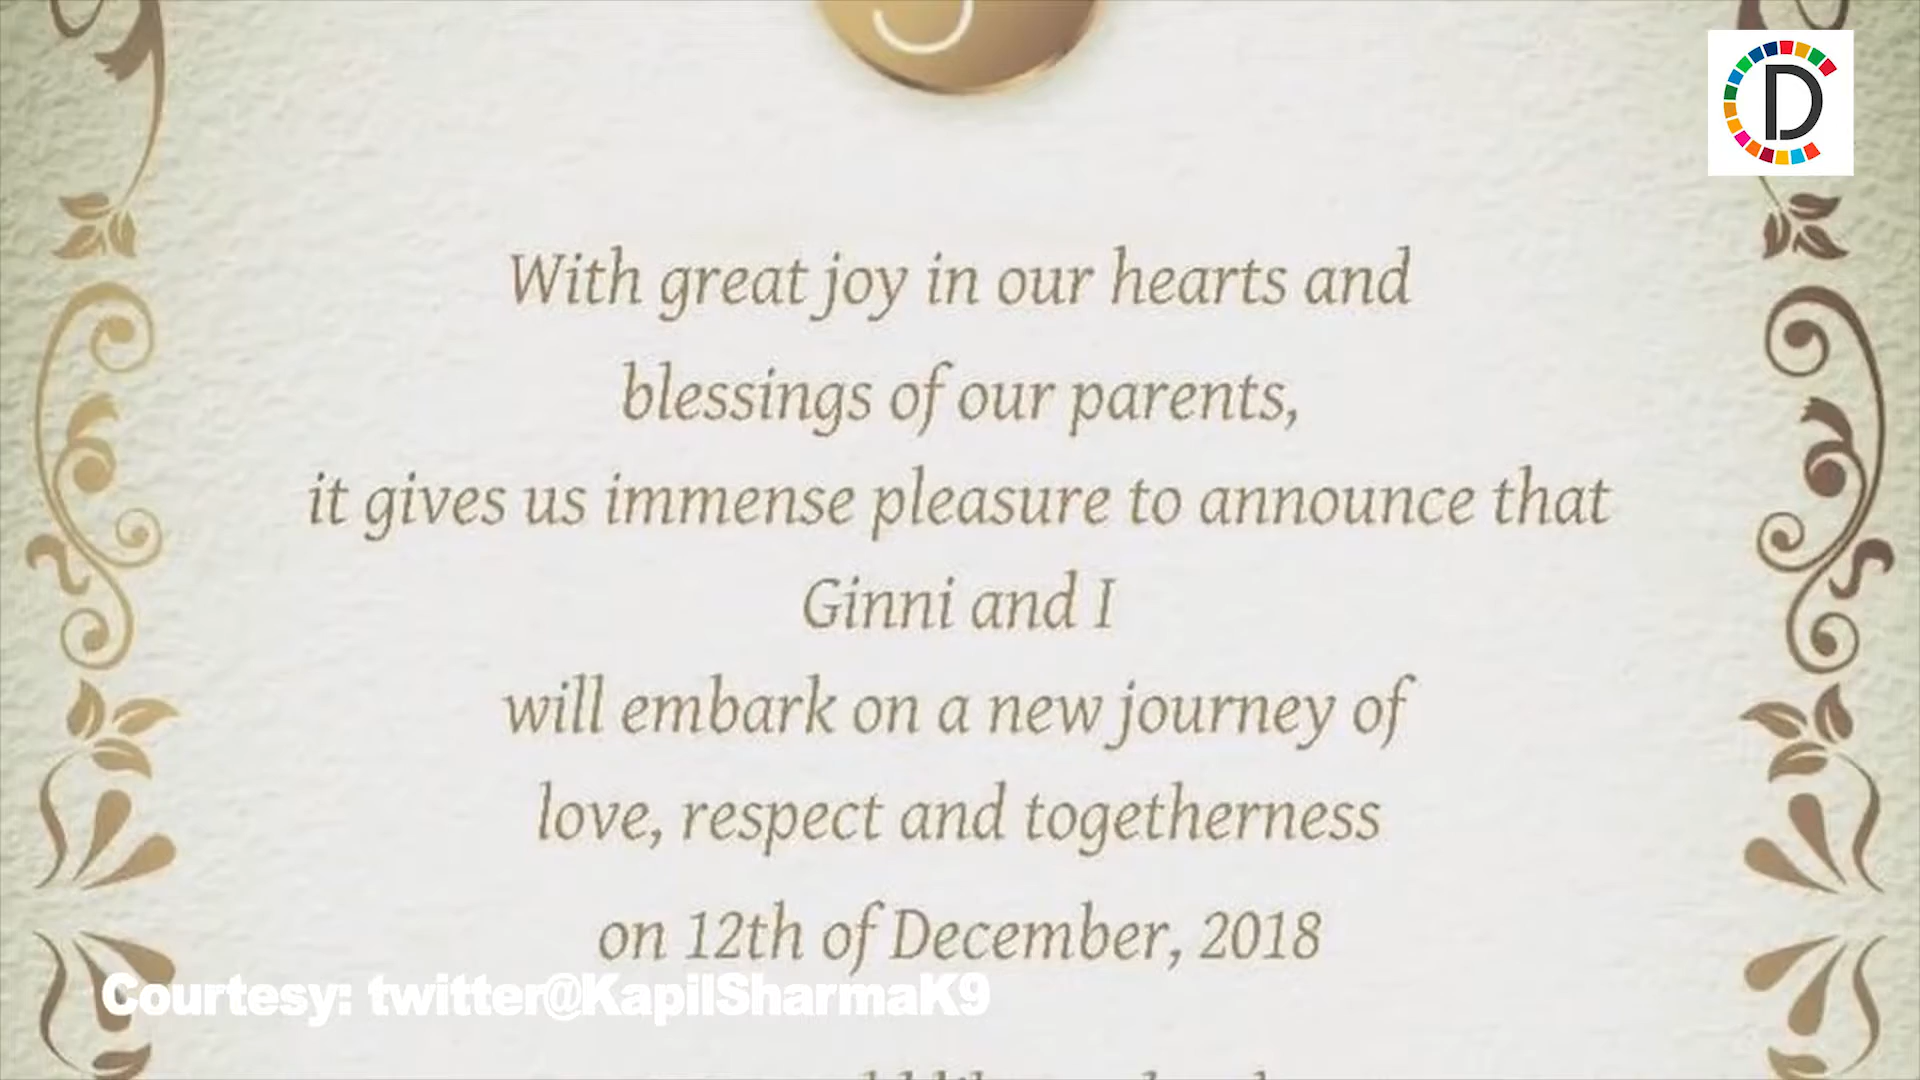 D
With great joy in our hearts and
blessings of our parents,
it gives us immense pleasure to announce that
Ginni and I
will embark on a new journey of
love, respect and togetherness
on 12th of December, 2018
Courtesy: twitter@KapilSharmaK9